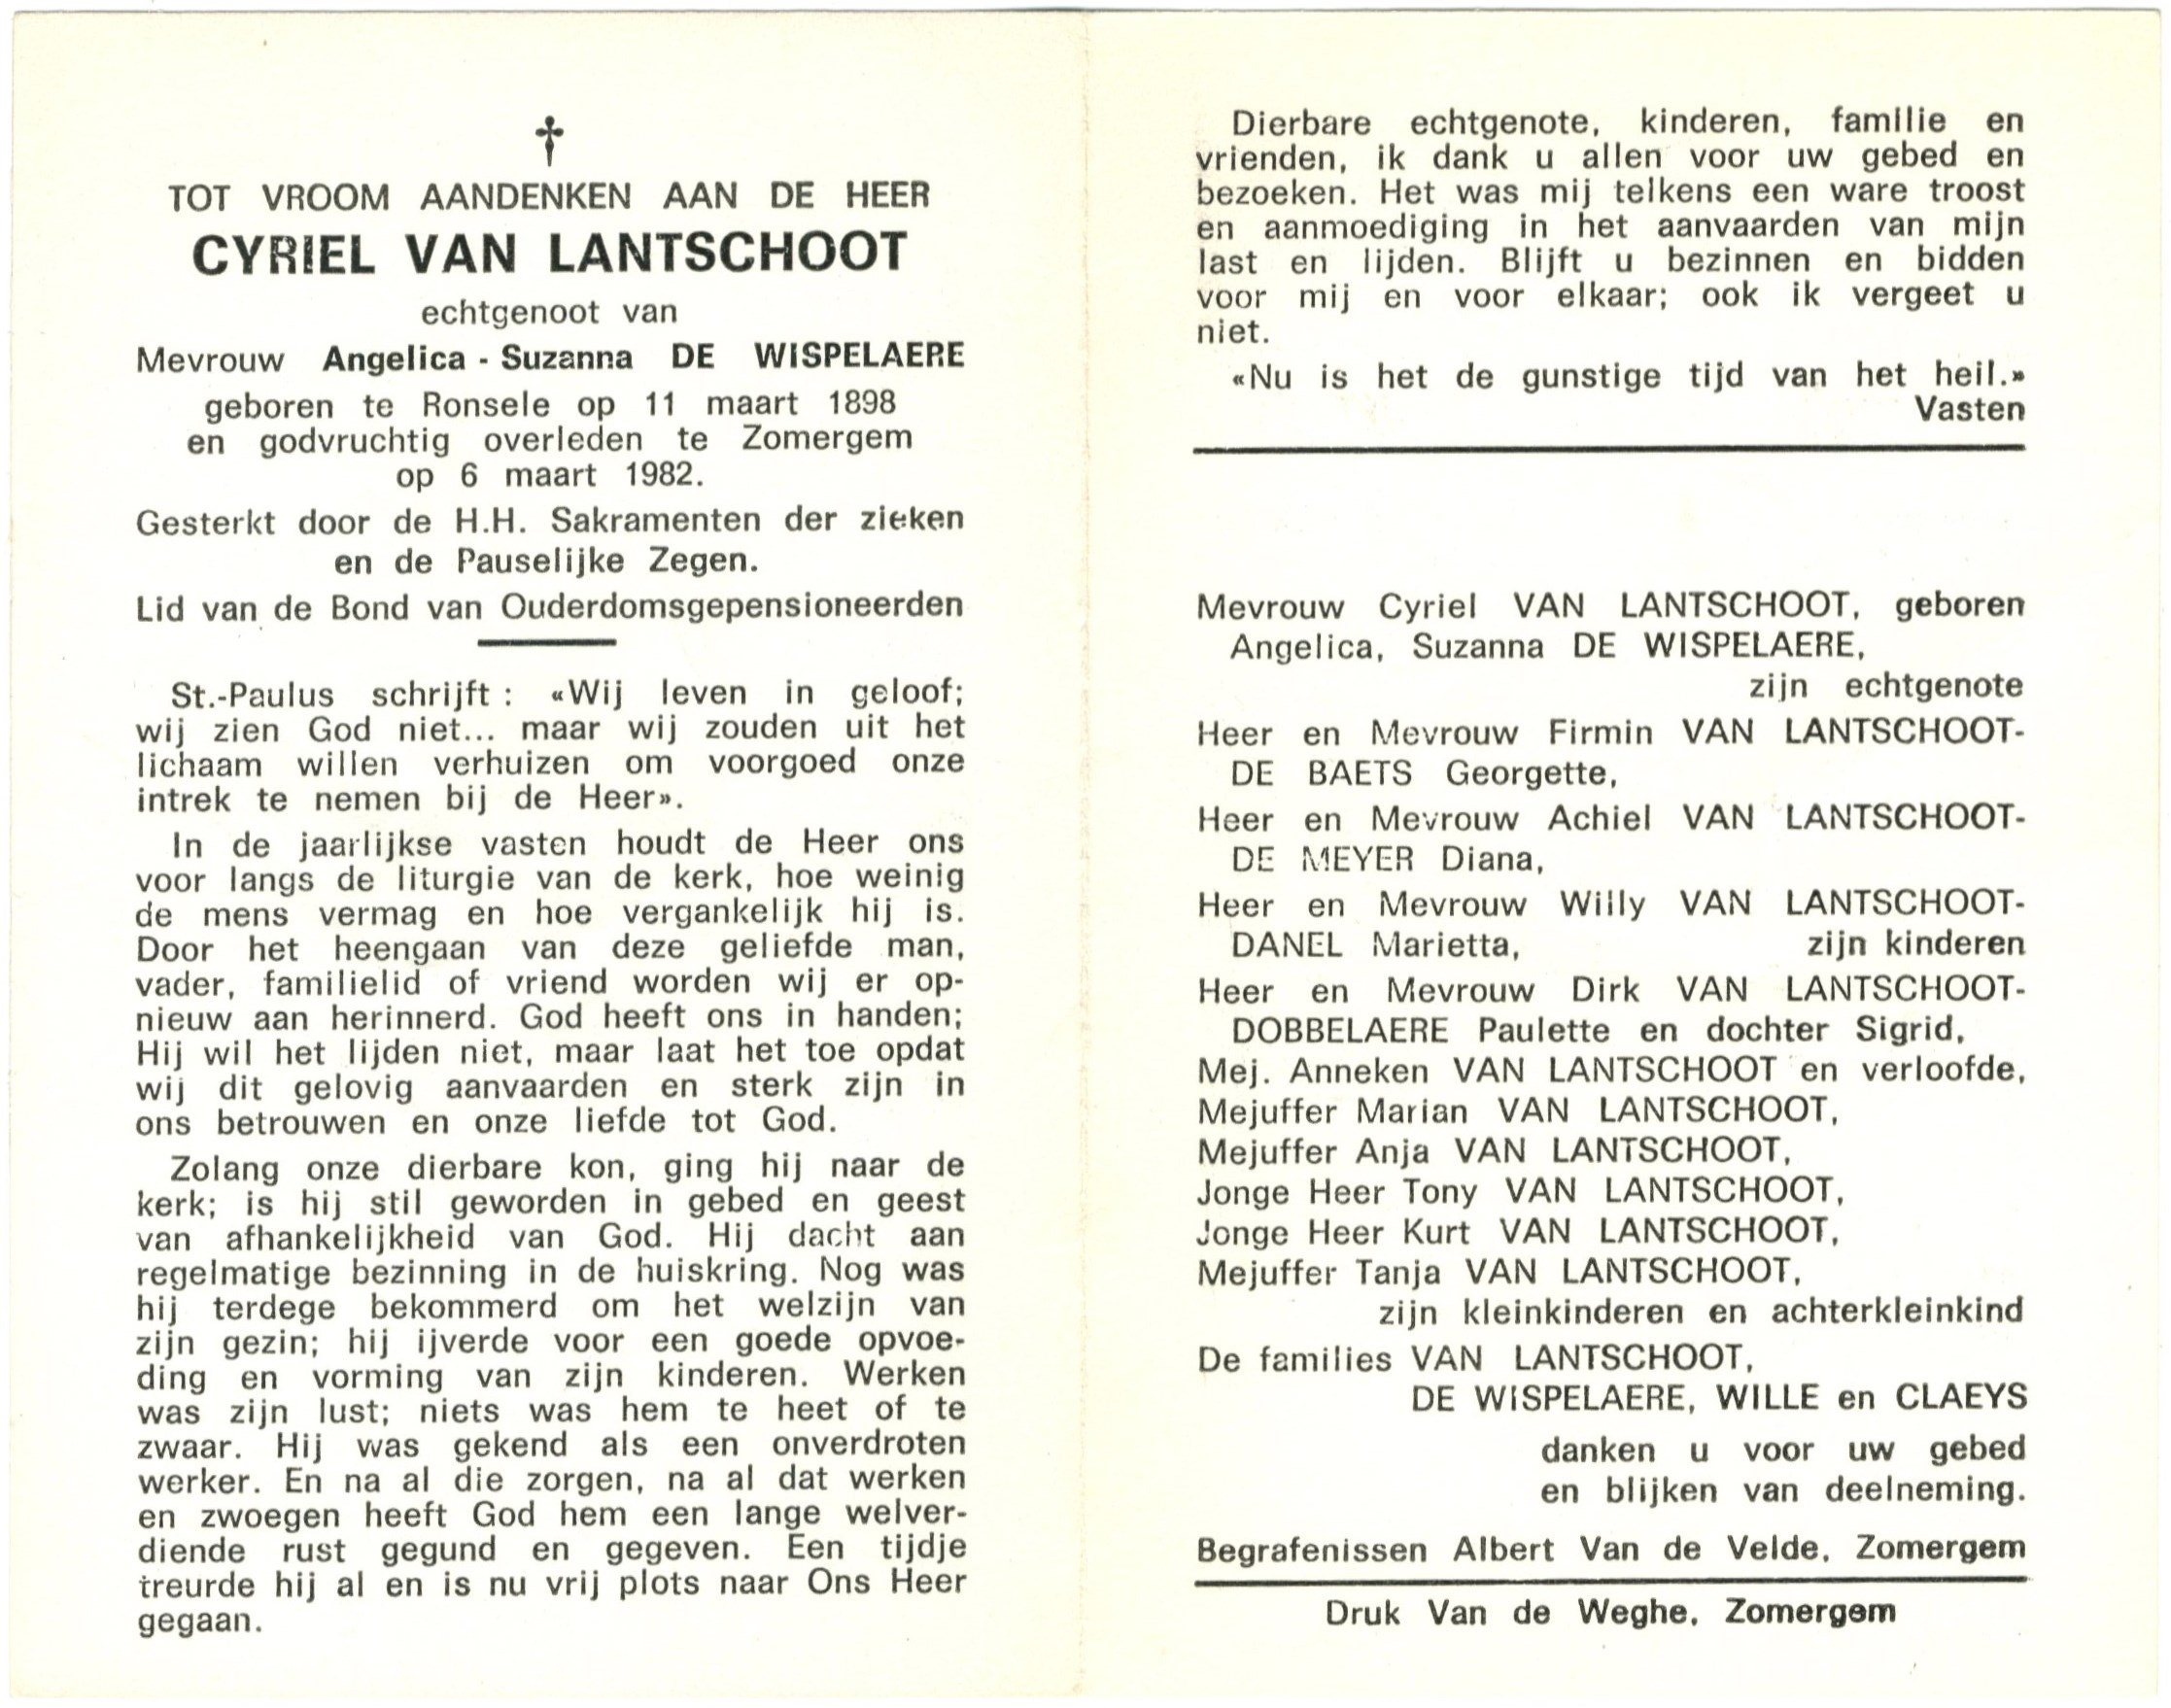 TOT VROOM AANDENKEN AAN DE HEER
CYRIEL VAN LANTSCHOOT
echtgenoot van
Mevrouw Angelica - Suzanna DE WISPELAERE
geboren te Ronsele op 11 maart 1898
en godvruchtig overleden te Zomergem
op 6 maart 1982.
Gesterkt door de H.H. Sakramenten der zieken
en de Pauselijke Zegen.
Lid van de Bond van Ouderdomsgepensioneerden
St.-Paulus schrijft : «Wij leven in geloof;
wij zien God niet... maar wij zouden uit het
lichaam willen verhuizen om voorgoed onze
intrek te nemen bij de Heer».
In de jaarlijkse vasten houdt de Heer ons
voor langs de liturgie van de kerk, hoe weinig
de mens vermag en hoe vergankelijk hij is.
Door het heengaan van deze geliefde man,
vader, familielid of vriend worden wij er op-
nieuw aan herinnerd. God heeft ons in handen;
Hij wil het lijden niet, maar laat het toe opdat
wij dit gelovig aanvaarden en sterk zijn in
ons betrouwen en onze liefde tot God.
Zolang onze dierbare kon, ging hij naar de
kerk; is hij stil geworden in gebed en geest
van afhankelijkheid van God. Hij dacht aan
regelmatige bezinning in de huiskring. Nog was
hij terdege bekommerd om het welzijn van
zijn gezin; hij ijverde voor een goede opvoe-
ding en vorming van zijn kinderen. Werken
was zijn lust; niets was hem te heet of te
zwaar. Hij was gekend als een onverdroten
werker. En na al die zorgen, na al dat werken
en zwoegen heeft God hem een lange welver-
diende rust gegund en gegeven. Een tijdje
treurde hij al en is nu vrij plots naar Ons Heer
gegaan.
Dierbare echtgenote, kinderen, familie en
vrienden, ik dank u allen voor uw gebed en
bezoeken. Het was mij telkens een ware troost
en aanmoediging in het aanvaarden van mijn
last en lijden. Blijft u bezinnen en bidden
voor mij en voor elkaar; ook ik vergeet u
niet.
«Nu is het de gunstige tijd van het heil.»
Vasten
Mevrouw Cyriel VAN LANTSCHOOT, geboren
Angelica, Suzanna DE WISPELAERE,
zijn echtgenote
Heer en Mevrouw Firmin VAN LANTSCHOOT-
DE BAETS Georgette,
Heer en Mevrouw Achiel VAN LANTSCHOOT-
DE MEYER Diana,
Heer en Mevrouw Willy VAN LANTSCHOOT-
DANEL Marietta, zijn kinderen
Heer en Mevrouw Dirk VAN LANTSCHOOT-
DOBBELAERE Paulette en dochter Sigrid,
Mej. Anneken VAN LANTSCHOOT en verloofde,
Mejuffer Marian VAN LANTSCHOOT,
Mejuffer Anja VAN LANTSCHOOT,
Jonge Heer Tony VAN LANTSCHOOT,
Jonge Heer Kurt VAN LANTSCHOOT,
Mejuffer Tanja VAN LANTSCHOOT,
zijn kleinkinderen en achterkleinkind
De families VAN LANTSCHOOT,
DE WISPELAERE, WILLE en CLAEYS
danken u voor uw gebed
en blijken van deelneming.
Begrafenissen Albert Van de Velde, Zomergem
Druk Van de Weghe, Zomergem